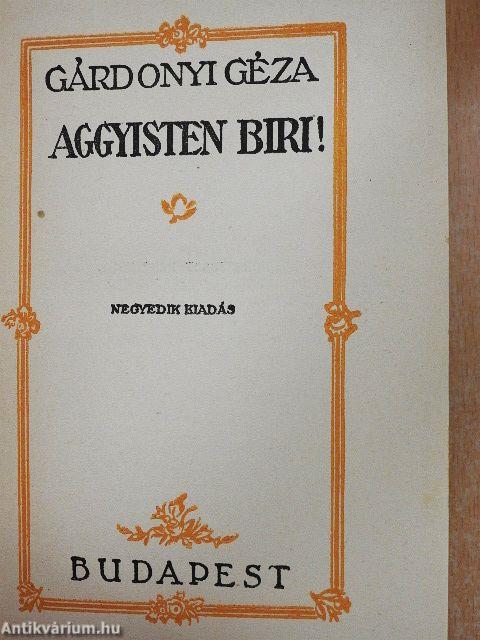 GÁRDONYI GÉZA
AGGYISTEN BIRI!
NEGYEDIK KIADÁS
BUDAPEST
Antikvárium.hu